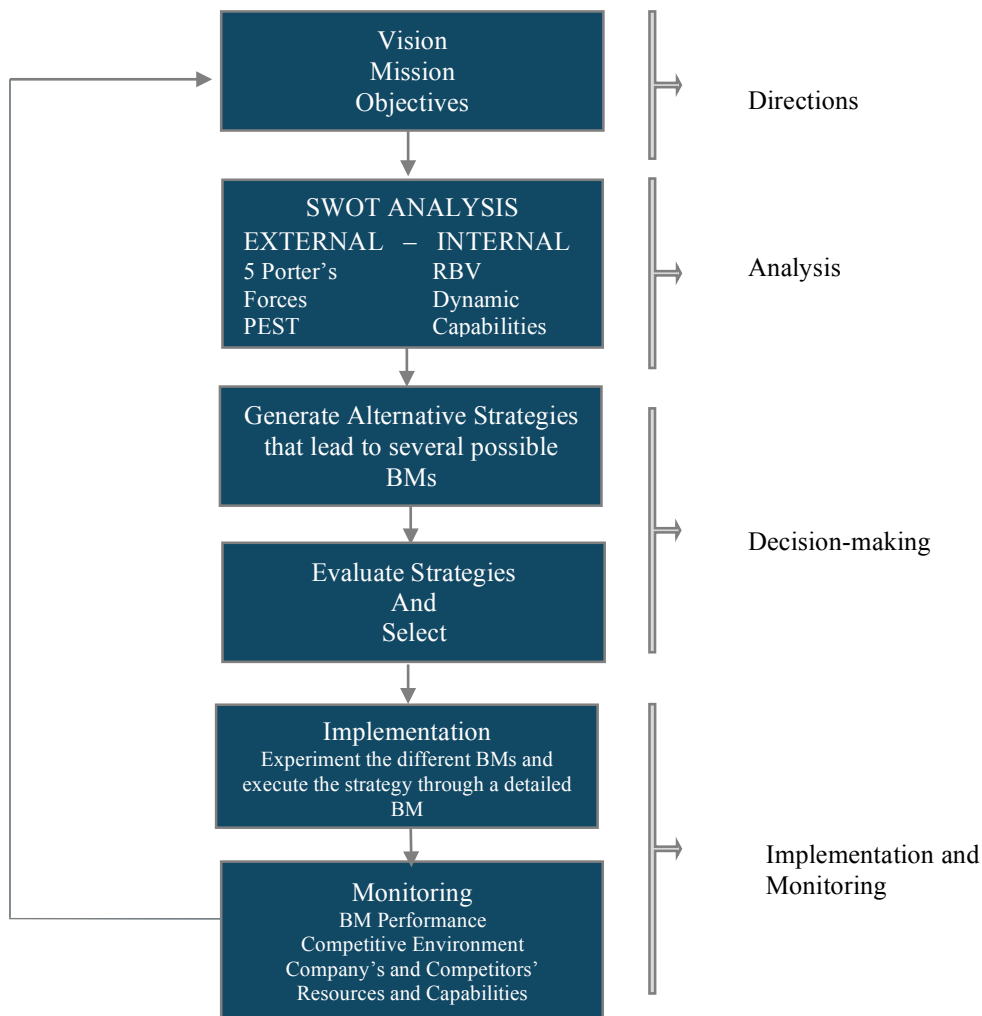 Vision
Mission
Objectives
Directions
SWOT ANALYSIS
EXTERNAL – INTERNAL
5 Porter’s RBV
Forces Dynamic
PEST Capabilities
Analysis
Generate Alternative Strategies
that lead to several possible
BMs
Evaluate Strategies
And
Select
Decision-making
Implementation
Experiment the different BMs and
execute the strategy through a detailed
BM
Monitoring
BM Performance
Competitive Environment
Company’s and Competitors’
Resources and Capabilities
Implementation and
Monitoring